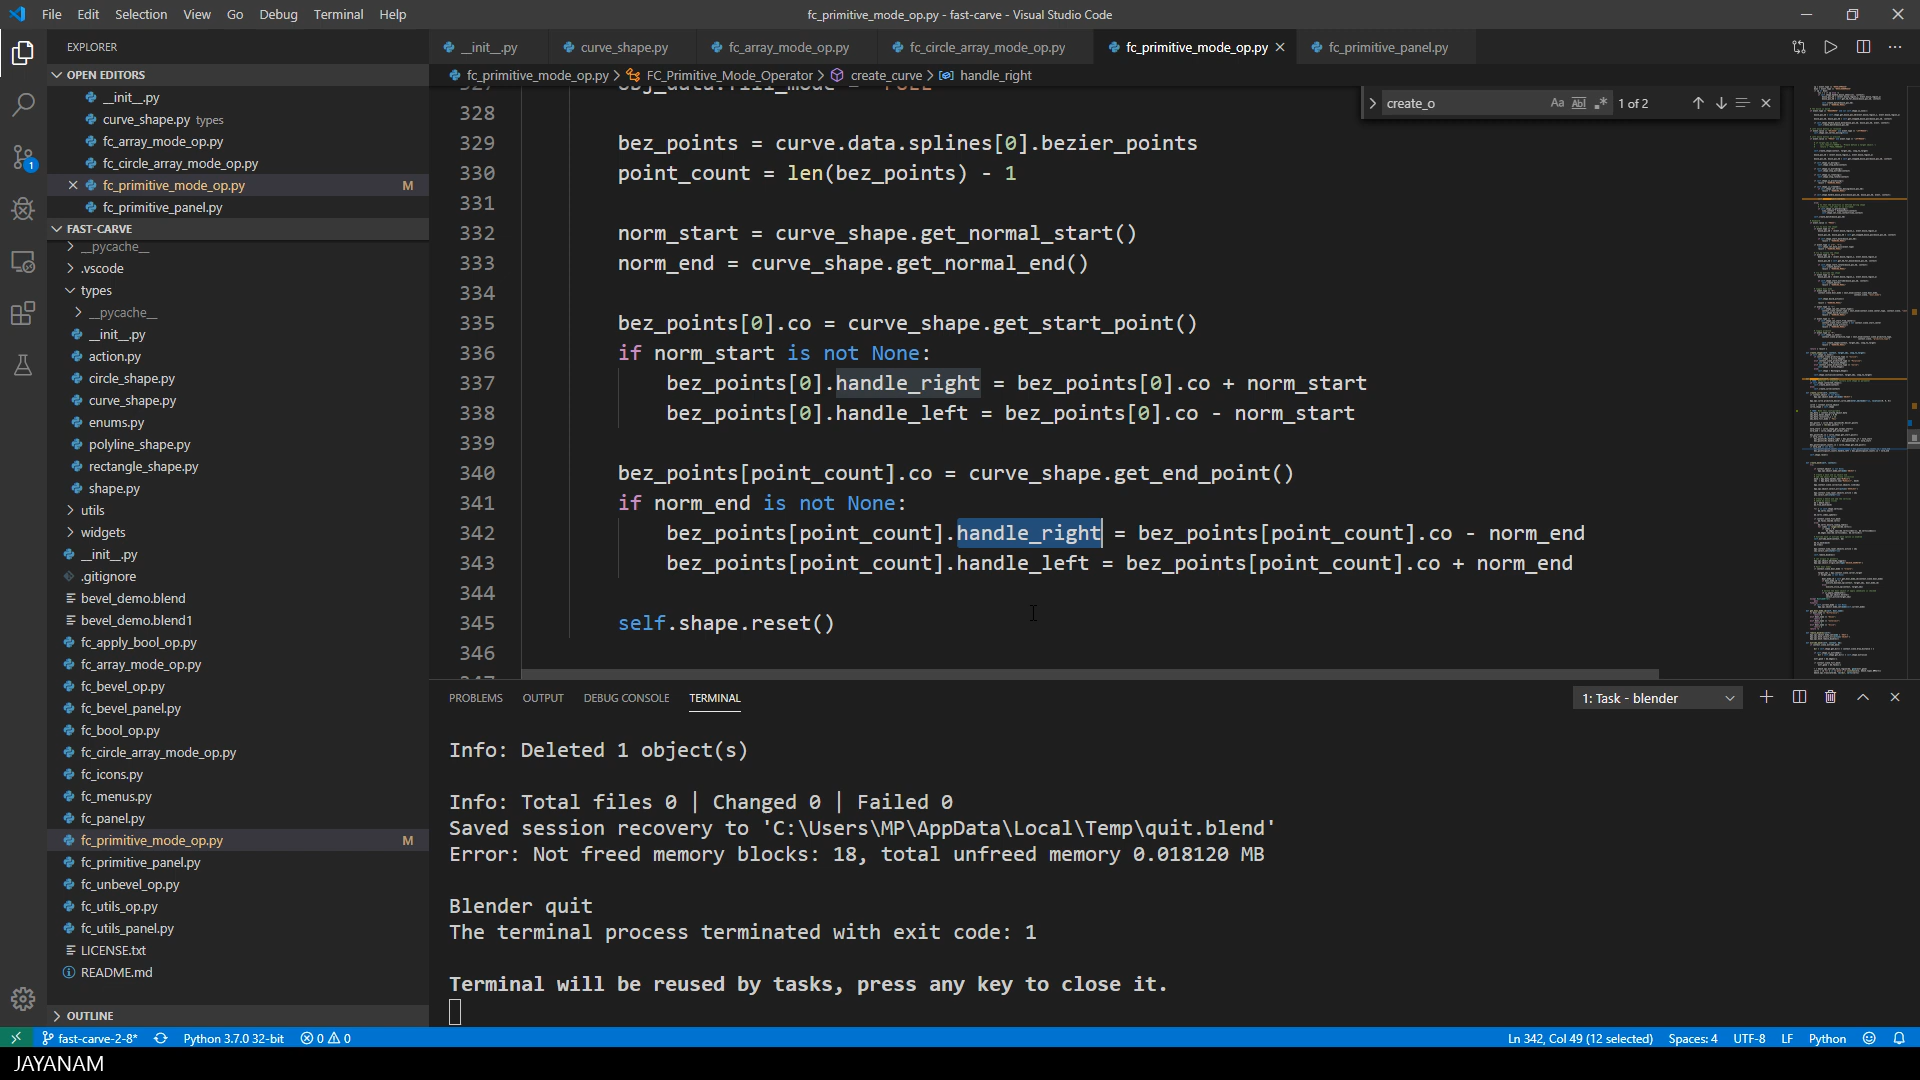 File Edit Selection View Go Debug Terminal Help
fc_primitive_mode_op.py - fast-carve - Visual Studio Code
EXPLORER
OPEN EDITORS
__init__.py
curve_shape.py types
fc_array_mode_op.py
fc_circle_array_mode_op.py
fc_primitive_mode_op.py M
fc_primitive_panel.py
FAST-CARVE
__pycache__
.vscode
types
__pycache__
__init__.py
action.py
circle_shape.py
curve_shape.py
enums.py
polyline_shape.py
rectangle_shape.py
shape.py
utils
widgets
__init__.py
.gitignore
bevel_demo.blend
bevel_demo.blend1
fc_apply_bool_op.py
fc_array_mode_op.py
fc_bevel_op.py
fc_bevel_panel.py
fc_bool_op.py
fc_circle_array_mode_op.py
fc_icons.py
fc_menus.py
fc_panel.py
fc_primitive_mode_op.py M
fc_primitive_panel.py
fc_unbevel_op.py
fc_utils_op.py
fc_utils_panel.py
LICENSE.txt
README.md
OUTLINE
__init__.py curve_shape.py fc_array_mode_op.py fc_circle_array_mode_op.py fc_primitive_mode_op.py fc_primitive_panel.py
fc_primitive_mode_op.py > FC_Primitive_Mode_Operator > create_curve > handle_right
create_o Aa Abl .* 1 of 2
327 obj_data.fill_mode = 'FULL'
328
329 bez_points = curve.data.splines[0].bezier_points
330 point_count = len(bez_points) - 1
331
332 norm_start = curve_shape.get_normal_start()
333 norm_end = curve_shape.get_normal_end()
334
335 bez_points[0].co = curve_shape.get_start_point()
336 if norm_start is not None:
337 bez_points[0].handle_right = bez_points[0].co + norm_start
338 bez_points[0].handle_left = bez_points[0].co - norm_start
339
340 bez_points[point_count].co = curve_shape.get_end_point()
341 if norm_end is not None:
342 bez_points[point_count].handle_right = bez_points[point_count].co - norm_end
343 bez_points[point_count].handle_left = bez_points[point_count].co + norm_end
344
345 self.shape.reset()
346
PROBLEMS OUTPUT DEBUG CONSOLE TERMINAL
1: Task - blender
Info: Deleted 1 object(s)
Info: Total files 0 | Changed 0 | Failed 0
Saved session recovery to 'C:\Users\MP\AppData\Local\Temp\quit.blend'
Error: Not freed memory blocks: 18, total unfreed memory 0.018120 MB
Blender quit
The terminal process terminated with exit code: 1
Terminal will be reused by tasks, press any key to close it.
1
fast-carve-2-8* Python 3.7.0 32-bit 0 0
Ln 342, Col 49 (12 selected) Spaces: 4 UTF-8 LF Python
JAYANAM